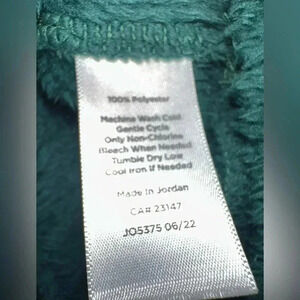 100% Polyester
Machine Wash Cold
Gentle Cycle
Only Non-Chlorine
Bleach When Needed
Tumble Dry Low
Cool Iron if Needed
Made in Jordan
CA# 23147
JO5375 06/22